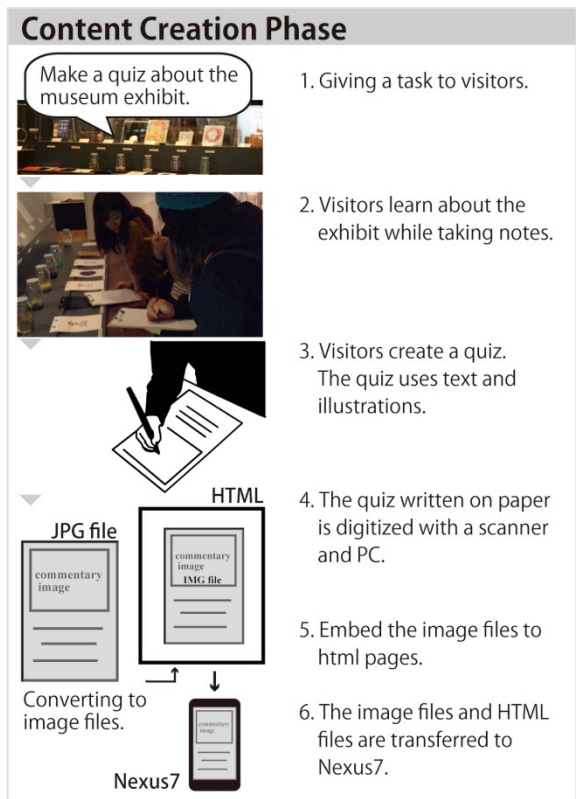 Content Creation Phase
Make a quiz about the
museum exhibit.
1. Giving a task to visitors.
2. Visitors learn about the
exhibit while taking notes.
3. Visitors create a quiz.
The quiz uses text and
illustrations.
HTML
JPG file
commentary
image
commentary
image
IMG file
4. The quiz written on paper
is digitized with a scanner
and PC.
5. Embed the image files to
html pages.
Converting to
image files.
commentary
image
Nexus7
6. The image files and HTML
files are transferred to
Nexus7.